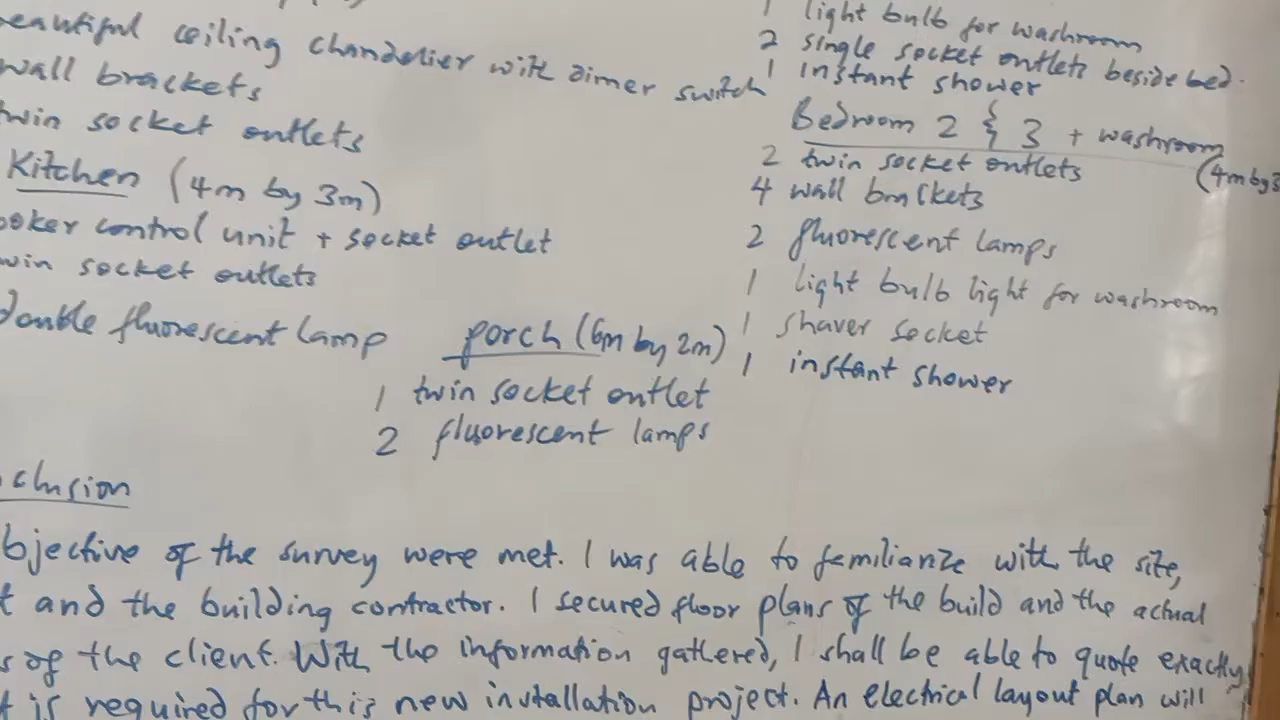 ceiling chandelier with dimer switch
wall brackets
twin socket outlets
Kitchen (4m by 3m)
control unit + socket outlet
socket outlets
double fluorescent lamp
porch (6m by 2m)
1 twin socket outlet
2 fluorescent lamps
1 light bulb for washroom
2 single socket outlets beside bed.
1 instant shower
Bedroom 2 & 3 + washroom
(4m by 3
2 twin socket outlets
4 wall brackets
2 fluorescent lamps
1 light bulb light for washroom
1 shaver socket
1 instant shower
clusion
bjective of the survey were met. I was able to familiarize with the site,
and the building contractor. I secured floor plans of the build and the actual
of the client. With the information gathered, I shall be able to quote exactly
is required for this new installation project. An electrical layout plan will